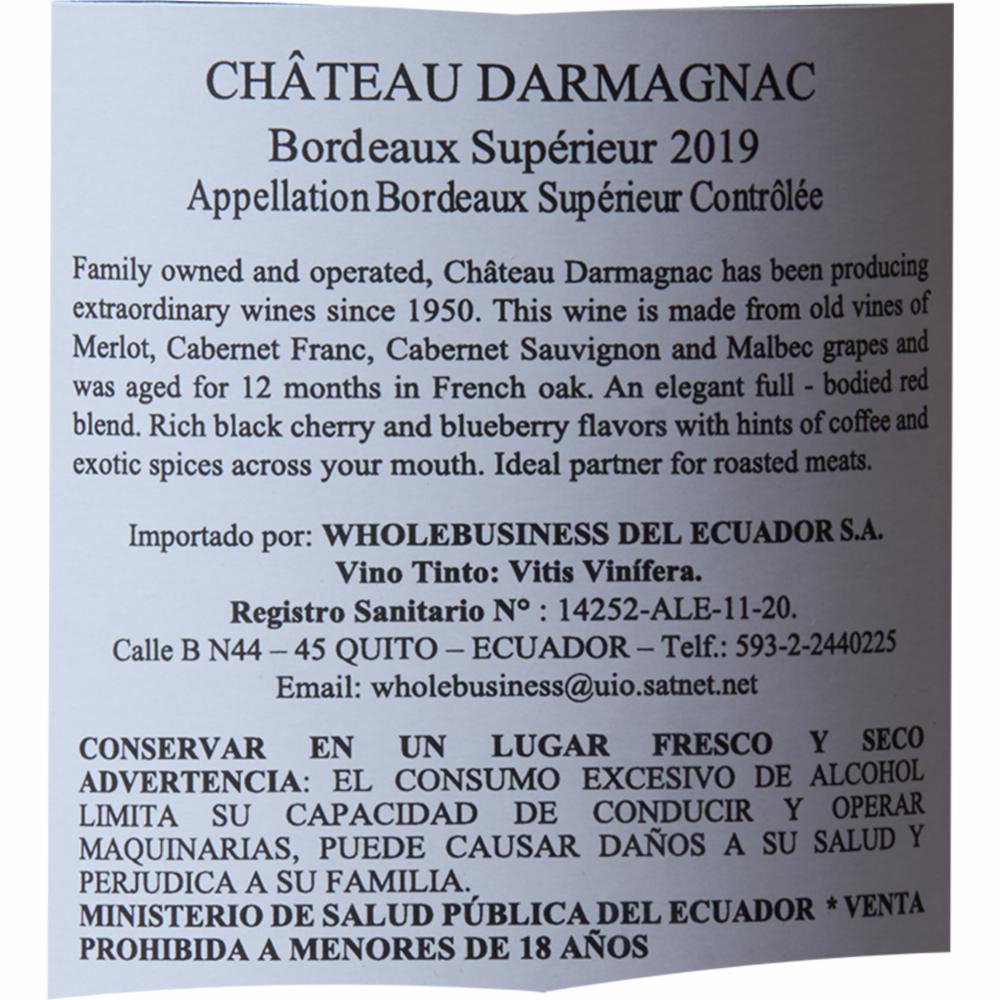 CHÂTEAU DARMAGNAC
Bordeaux Supérieur 2019
Appellation Bordeaux Supérieur Contrôlée
Family owned and operated, Château Darmagnac has been producing
extraordinary wines since 1950. This wine is made from old vines of
Merlot, Cabernet Franc, Cabernet Sauvignon and Malbec grapes and
was aged for 12 months in French oak. An elegant full - bodied red
blend. Rich black cherry and blueberry flavors with hints of coffee and
exotic spices across your mouth. Ideal partner for roasted meats.
Importado por: WHOLEBUSINESS DEL ECUADOR S.A.
Vino Tinto: Vitis Vinífera.
Registro Sanitario N° : 14252-ALE-11-20.
Calle B N44 – 45 QUITO – ECUADOR – Telf.: 593-2-2440225
Email: wholebusiness@uio.satnet.net
CONSERVAR EN UN LUGAR FRESCO Y SECO
ADVERTENCIA: EL CONSUMO EXCESIVO DE ALCOHOL
LIMITA SU CAPACIDAD DE CONDUCIR Y OPERAR
MAQUINARIAS, PUEDE CAUSAR DAÑOS A SU SALUD Y
PERJUDICA A SU FAMILIA.
MINISTERIO DE SALUD PÚBLICA DEL ECUADOR * VENTA
PROHIBIDA A MENORES DE 18 AÑOS